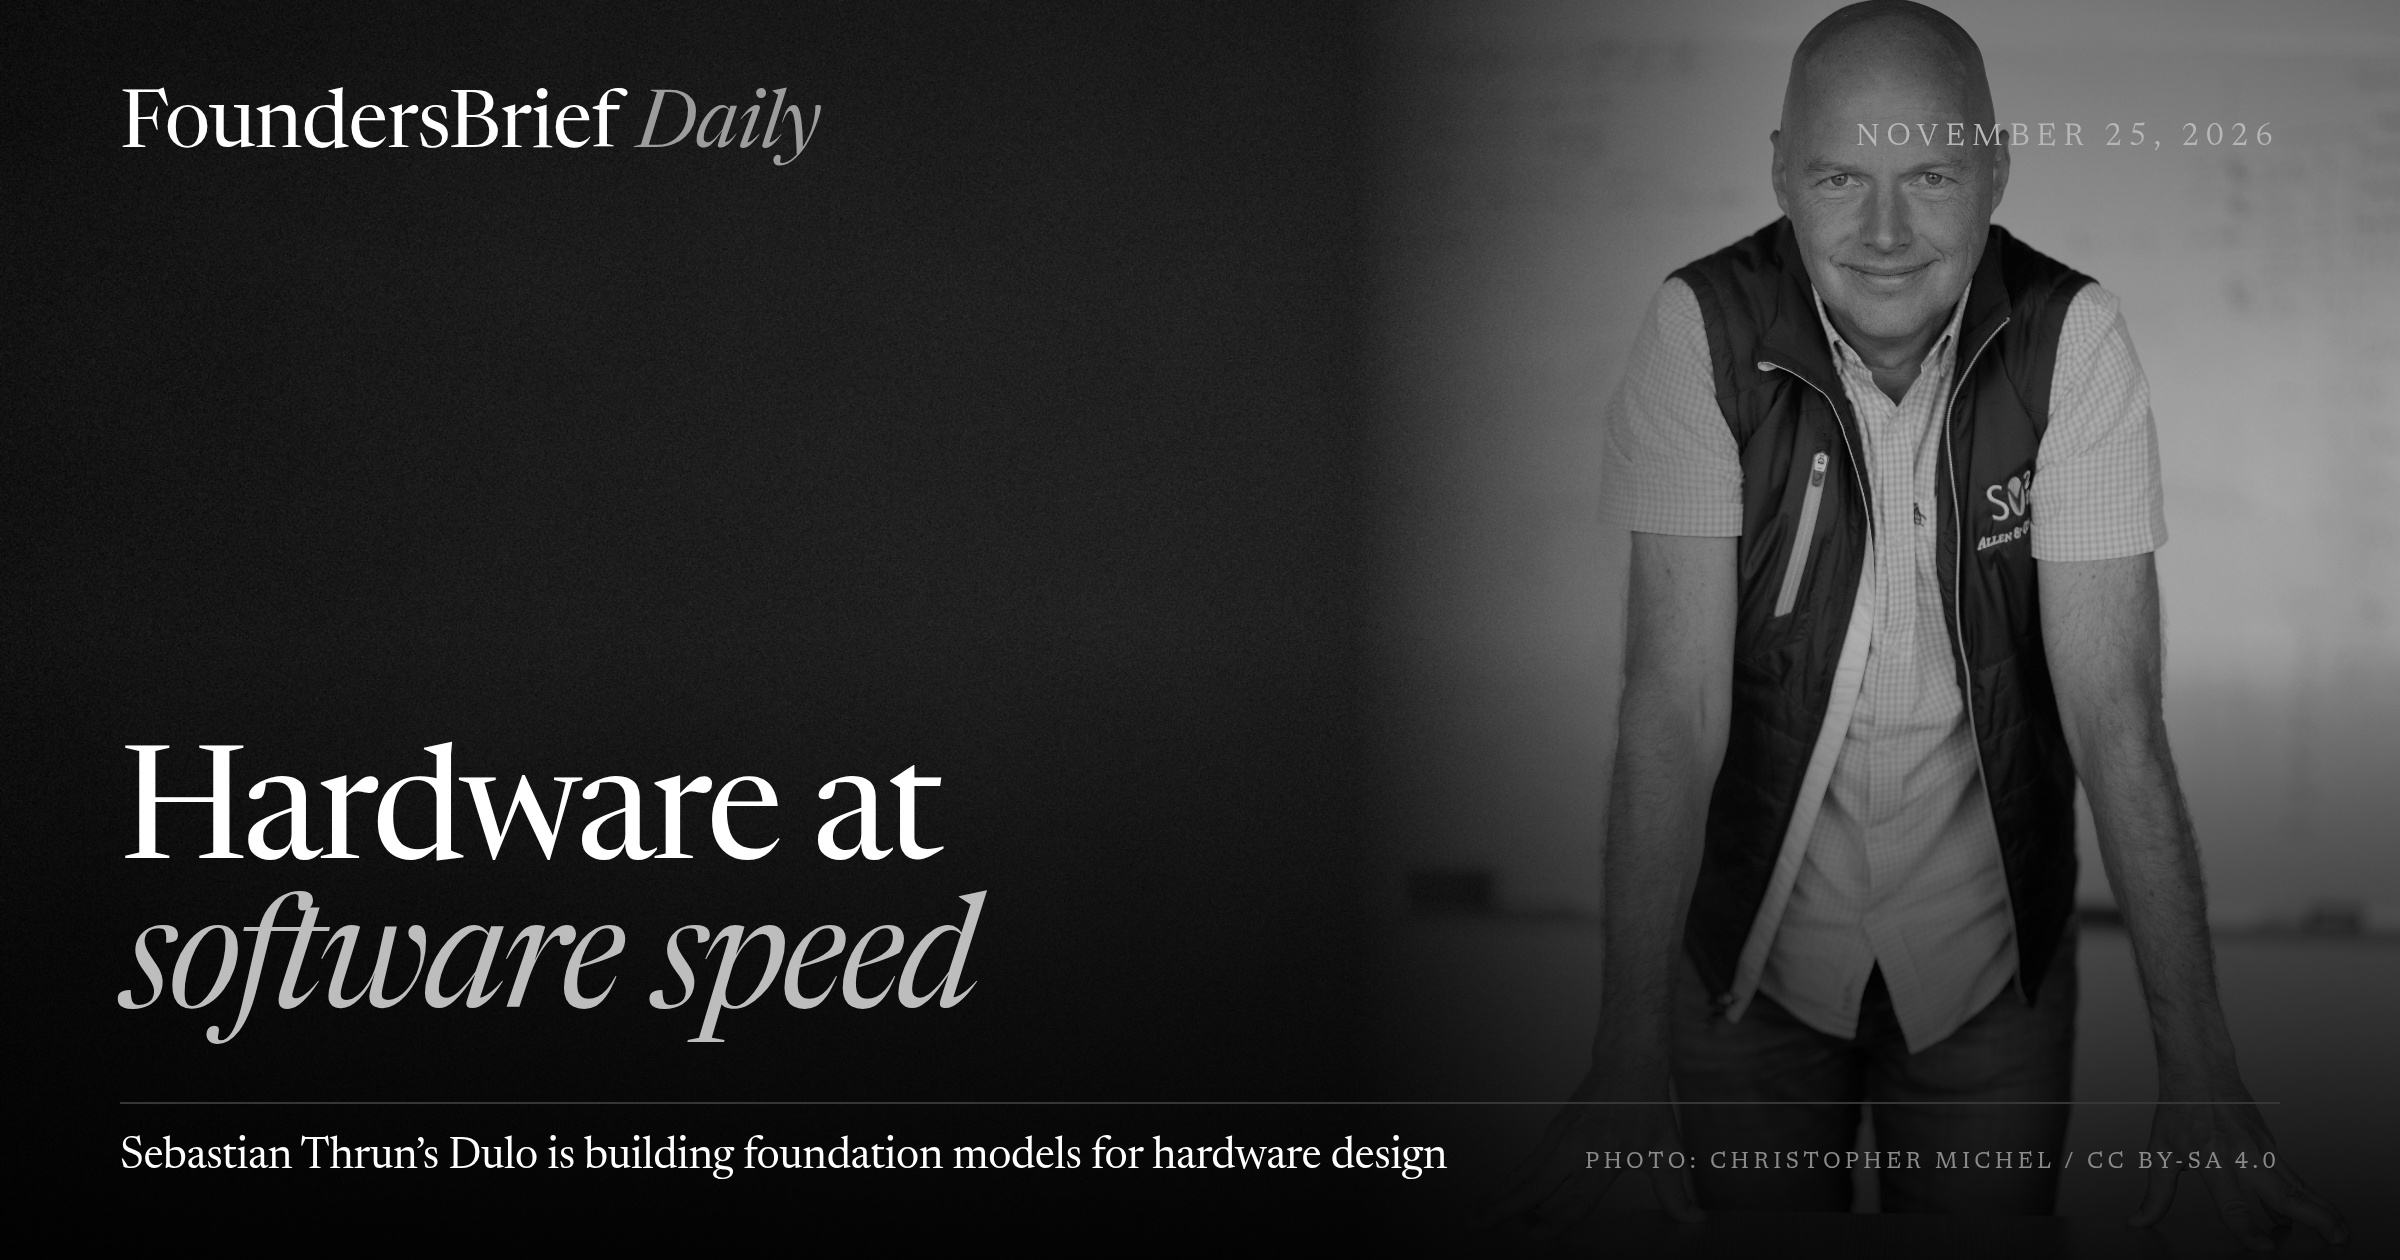 FoundersBrief Daily
NOVEMBER 25, 2026
Hardware at
software speed
Sebastian Thrun’s Dulo is building foundation models for hardware design
PHOTO: CHRISTOPHER MICHEL / CC BY-SA 4.0
ALLEN &